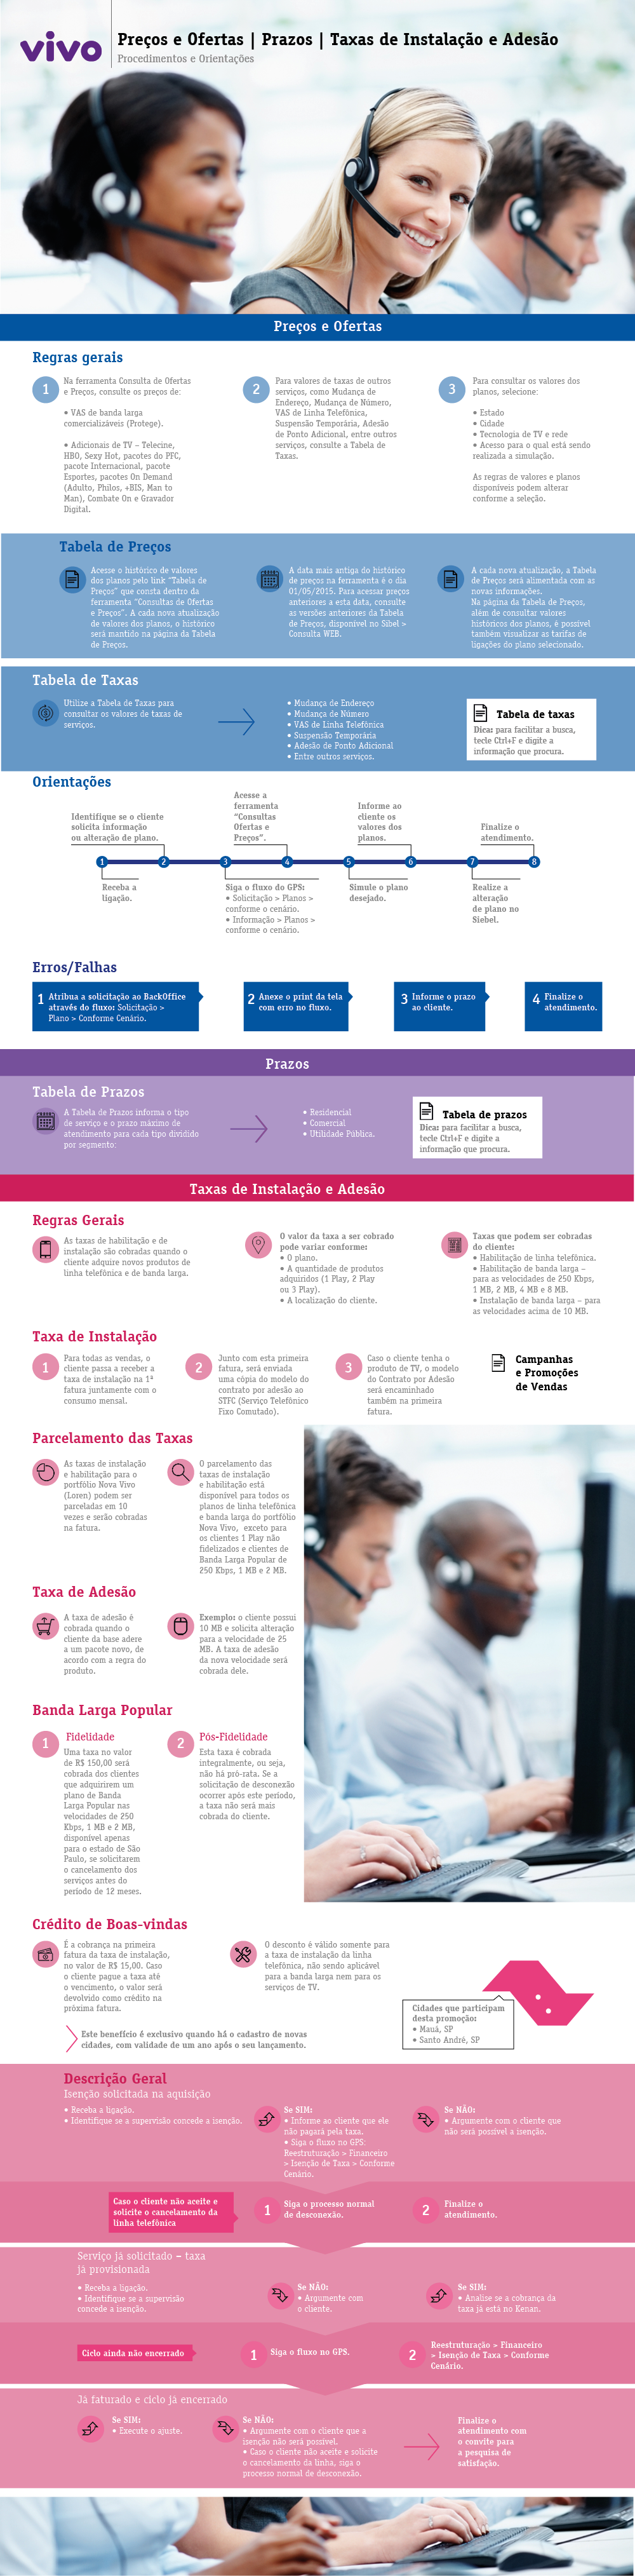 vivo
Preços e Ofertas | Prazos | Taxas de Instalação e Adesão
Procedimentos e Orientações
Preços e Ofertas
Regras gerais
1
Na ferramenta Consulta de Ofertas
e Preços, consulte os preços de:
• VAS de banda larga
comercializáveis (Protege).
• Adicionais de TV – Telecine,
HBO, Sexy Hot, pacotes do PFC,
pacote Internacional, pacote
Esportes, pacotes On Demand
(Adulto, Philos, +BIS, Man to
Man), Combate On e Gravador
Digital.
2
Para valores de taxas de outros
serviços, como Mudança de
Endereço, Mudança de Número,
VAS de Linha Telefônica,
Suspensão Temporária, Adesão
de Ponto Adicional, entre outros
serviços, consulte a Tabela de
Taxas.
3
Para consultar os valores dos
planos, selecione:
• Estado
• Cidade
• Tecnologia de TV e rede
• Acesso para o qual está sendo
realizada a simulação.
As regras de valores e planos
disponíveis podem alterar
conforme a seleção.
Tabela de Preços
Acesse o histórico de valores
dos planos pelo link "Tabela de
Preços" que consta dentro da
ferramenta "Consultas de Ofertas
e Preços". A cada nova atualização
de valores dos planos, o histórico
será mantido na página da Tabela
de Preços.
A data mais antiga do histórico
de preços na ferramenta é o dia
01/05/2015. Para acessar preços
anteriores a esta data, consulte
as versões anteriores da Tabela
de Preços, disponível no Sibel >
Consulta WEB.
A cada nova atualização, a Tabela
de Preços será alimentada com as
novas informações.
Na página da Tabela de Preços,
além de consultar valores
históricos dos planos, é possível
também visualizar as tarifas de
ligações do plano selecionado.
Tabela de Taxas
Utilize a Tabela de Taxas para
consultar os valores de taxas de
serviços.
• Mudança de Endereço
• Mudança de Número
• VAS de Linha Telefônica
• Suspensão Temporária
• Adesão de Ponto Adicional
• Entre outros serviços.
Tabela de taxas
Dica: para facilitar a busca,
tecle Ctrl+F e digite a
informação que procura.
Orientações
1
Receba a
ligação.
2
Identifique se o cliente
solicita informação
ou alteração de plano.
3
Siga o fluxo do GPS:
• Solicitação > Planos >
conforme o cenário.
• Informação > Planos >
conforme o cenário.
4
Acesse a
ferramenta
"Consultas
Ofertas e
Preços".
5
Simule o plano
desejado.
6
Informe ao
cliente os
valores dos
planos.
7
Realize a
alteração
de plano no
Siebel.
8
Finalize o
atendimento.
Erros/Falhas
1 Atribua a solicitação ao BackOffice
através do fluxo: Solicitação >
Plano > Conforme Cenário.
2 Anexe o print da tela
com erro no fluxo.
3 Informe o prazo
ao cliente.
4 Finalize o
atendimento.
Prazos
Tabela de Prazos
A Tabela de Prazos informa o tipo
de serviço e o prazo máximo de
atendimento para cada tipo dividido
por segmento:
• Rezidencial
• Comercial
• Utilidade Pública.
Tabela de prazos
Dica: para facilitar a busca,
tecle Ctrl+F e digite a
informação que procura.
Taxas de Instalação e Adesão
Regras Gerais
As taxas de habilitação e de
instalação são cobradas quando o
cliente adquire novos produtos de
linha telefônica e de banda larga.
O valor da taxa a ser cobrado
pode variar conforme:
• O plano.
• A quantidade de produtos
adquiridos (1 Play, 2 Play
ou 3 Play).
• A localização do cliente.
Taxas que podem ser cobradas
do cliente:
• Habilitação de linha telefônica.
• Habilitação de banda larga –
para as velocidades de 250 Kbps,
1 MB, 2 MB, 4 MB e 8 MB.
• Instalação de banda larga – para
as velocidades acima de 10 MB.
Taxa de Instalação
1
Para todas as vendas, o
cliente passa a receber a
taxa de instalação na 1ª
fatura juntamente com o
consumo mensal.
2
Junto com esta primeira
fatura, será enviada
uma cópia do modelo do
contrato por adesão ao
STFC (Serviço Telefônico
Fixo Comutado).
3
Caso o cliente tenha o
produto de TV, o modelo
do Contrato por Adesão
será encaminhado
também na primeira
fatura.
Campanhas
e Promoções
de Vendas
Parcelamento das Taxas
As taxas de instalação
e habilitação para o
portfólio Nova Vivo
(Loren) podem ser
parceladas em 10
vezes e serão cobradas
na fatura.
O parcelamento das
taxas de instalação
e habilitação está
disponível para todos os
planos de linha telefônica
e banda larga do portfólio
Nova Vivo, exceto para
os clientes 1 Play não
fidelizados e clientes de
Banda Larga Popular de
250 Kbps, 1 MB e 2 MB.
Taxa de Adesão
A taxa de adesão é
cobrada quando o
cliente da base adere
a um pacote novo, de
acordo com a regra do
produto.
Exemplo: o cliente possui
10 MB e solicita alteração
para a velocidade de 25
MB. A taxa de adesão
da nova velocidade será
cobrada dele.
Banda Larga Popular
1
Fidelidade
Uma taxa no valor
de R$ 150,00 será
cobrada dos clientes
que adquirirem um
plano de Banda
Larga Popular nas
velocidades de 250
Kbps, 1 MB e 2 MB,
disponível apenas
para o estado de São
Paulo, se solicitarem
o cancelamento dos
serviços antes do
período de 12 meses.
2
Pós-Fidelidade
Esta taxa é cobrada
integralmente, ou seja,
não há pró-rata. Se a
solicitação de desconexão
ocorrer após este período,
a taxa não será mais
cobrada do cliente.
Crédito de Boas-vindas
É a cobrança na primeira
fatura da taxa de instalação,
no valor de R$ 15,00. Caso
o cliente pague a taxa até
o vencimento, o valor será
devolvido como crédito na
próxima fatura.
O desconto é válido somente para
a taxa de instalação da linha
telefônica, não sendo aplicável
para a banda larga nem para os
serviços de TV.
Este benefício é exclusivo quando há o cadastro de novas
cidades, com validade de um ano após o seu lançamento.
Cidades que participam
desta promoção:
• Mauá, SP
• Santo André, SP
Descrição Geral
Isenção solicitada na aquisição
• Receba a ligação.
• Identifique se a supervisão concede a isenção.
Se SIM:
• Informe ao cliente que ele
não pagará pela taxa.
• Siga o fluxo no GPS:
Reestruturação > Financeiro
> Isenção de Taxa > Conforme
Cenário.
Se NÃO:
• Argumente com o cliente que
não será possível a isenção.
Caso o cliente não aceite e
solicite o cancelamento da
linha telefônica
1
Siga o processo normal
de desconexão.
2
Finalize o
atendimento.
Serviço já solicitado – taxa
já provisionada
• Receba a ligação.
• Identifique se a supervisão
concede a isenção.
Se NÃO:
• Argumente com
o cliente.
Se SIM:
• Analise se a cobrança da
taxa já está no Kenan.
Ciclo ainda não encerrado
1
Siga o fluxo no GPS.
2
Reestruturação > Financeiro
> Isenção de Taxa > Conforme
Cenário.
Já faturado e ciclo já encerrado
Se SIM:
• Execute o ajuste.
Se NÃO:
• Argumente com o cliente que a
isenção não será possível.
• Caso o cliente não aceite e solicite
o cancelamento da linha, siga o
processo normal de desconexão.
Finalize o
atendimento com
o convite para
a pesquisa de
satisfação.